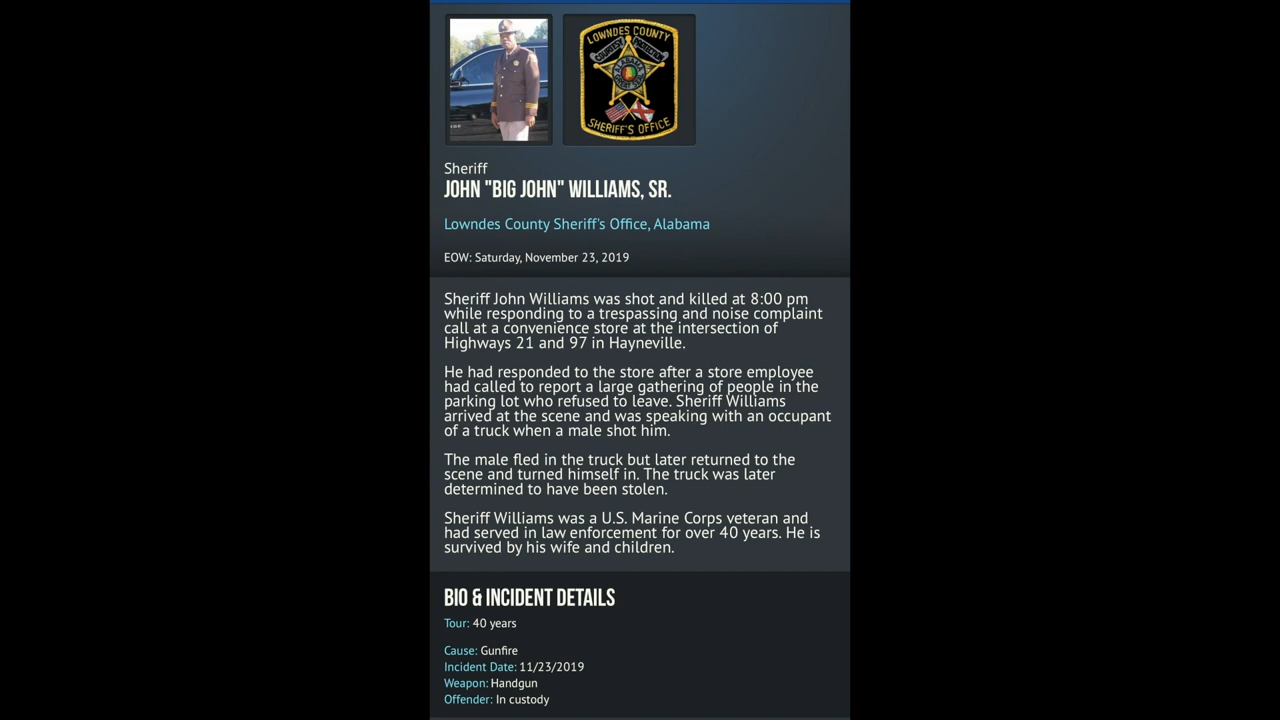 LOWNDES COUNTY
ALABAMA
SHERIFF'S OFFICE
Sheriff
JOHN "BIG JOHN" WILLIAMS, SR.
Lowndes County Sheriff's Office, Alabama
EOW: Saturday, November 23, 2019
Sheriff John Williams was shot and killed at 8:00 pm
while responding to a trespassing and noise complaint
call at a convenience store at the intersection of
Highways 21 and 97 in Hayneville.
He had responded to the store after a store employee
had called to report a large gathering of people in the
parking lot who refused to leave. Sheriff Williams
arrived at the scene and was speaking with an occupant
of a truck when a male shot him.
The male fled in the truck but later returned to the
scene and turned himself in. The truck was later
determined to have been stolen.
Sheriff Williams was a U.S. Marine Corps veteran and
had served in law enforcement for over 40 years. He is
survived by his wife and children.
BIO & INCIDENT DETAILS
Tour: 40 years
Cause: Gunfire
Incident Date: 11/23/2019
Weapon: Handgun
Offender: In custody